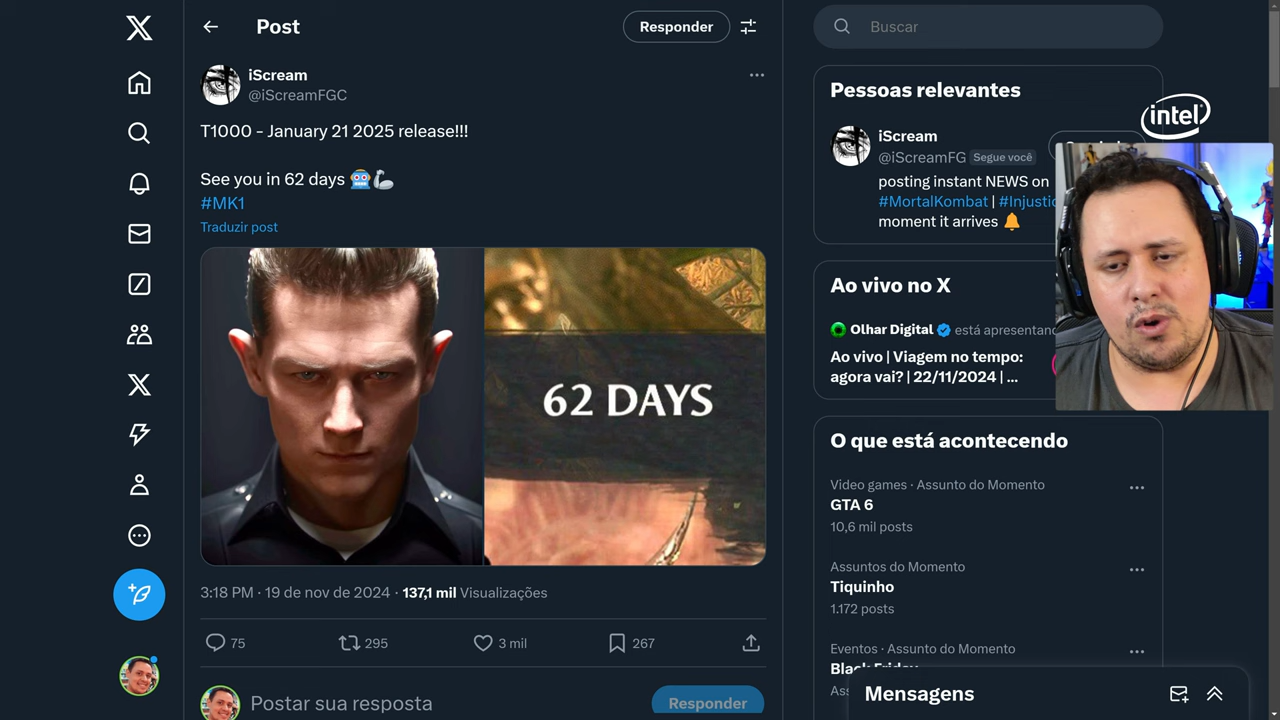 Post
Responder
iScream
@iScreamFGC
T1000 - January 21 2025 release!!!
See you in 62 days 🤖🦾
#MK1
Traduzir post
62 DAYS
3:18 PM · 19 de nov de 2024 · 137,1 mil Visualizações
75
295
3 mil
267
Postar sua resposta
Responder
Buscar
Pessoas relevantes
intel
iScream
@iScreamFG Segue você
posting instant NEWS on
#MortalKombat | #Injustic
moment it arrives 🔔
Ao vivo no X
Olhar Digital está apresentando
Ao vivo | Viagem no tempo:
agora vai? | 22/11/2024 | ...
O que está acontecendo
Video games · Assunto do Momento
GTA 6
10,6 mil posts
Assuntos do Momento
Tiquinho
1.172 posts
Eventos · Assunto do Momento
Black Friday
Mensagens